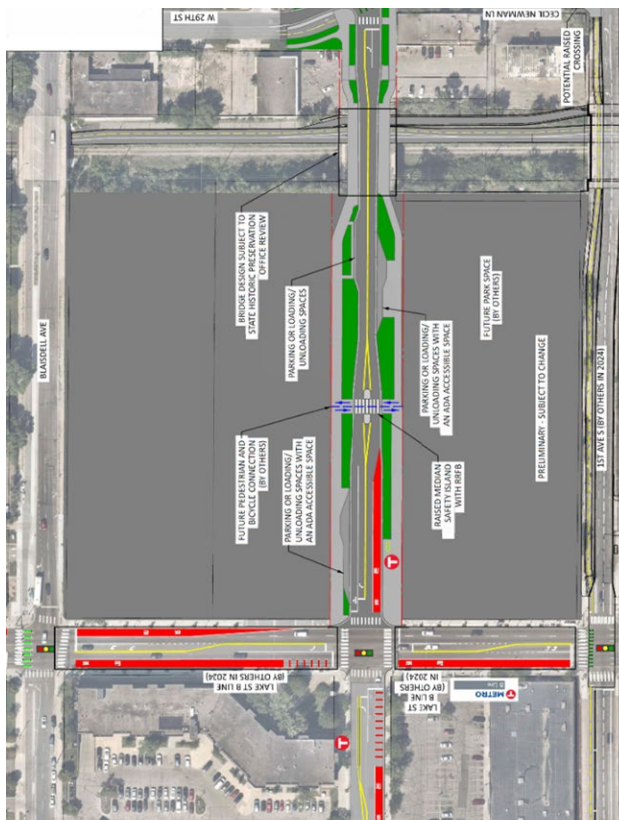 W 29TH ST
CECIL NEWMAN LN
POTENTIAL RAISED
CROSSING
BLAISDELL AVE
BRIDGE DESIGN SUBJECT TO
STATE HISTORIC PRESERVATION
OFFICE REVIEW
PARKING OR LOADING/
UNLOADING SPACES
FUTURE PEDESTRIAN AND
BICYCLE CONNECTION
(BY OTHERS)
PARKING OR LOADING/
UNLOADING SPACES WITH
AN ADA ACCESSIBLE SPACE
PARKING OR LOADING/
UNLOADING SPACES WITH
AN ADA ACCESSIBLE SPACE
RAISED MEDIAN
SAFETY ISLAND
WITH RRFB
FUTURE PARK SPACE
(BY OTHERS)
PRELIMINARY - SUBJECT TO CHANGE
1ST AVE S (BY OTHERS IN 2024)
T
LAKE ST B LINE
(BY OTHERS IN 2024)
LAKE ST
B LINE
(BY OTHERS
IN 2024)
T METRO
B Line
T